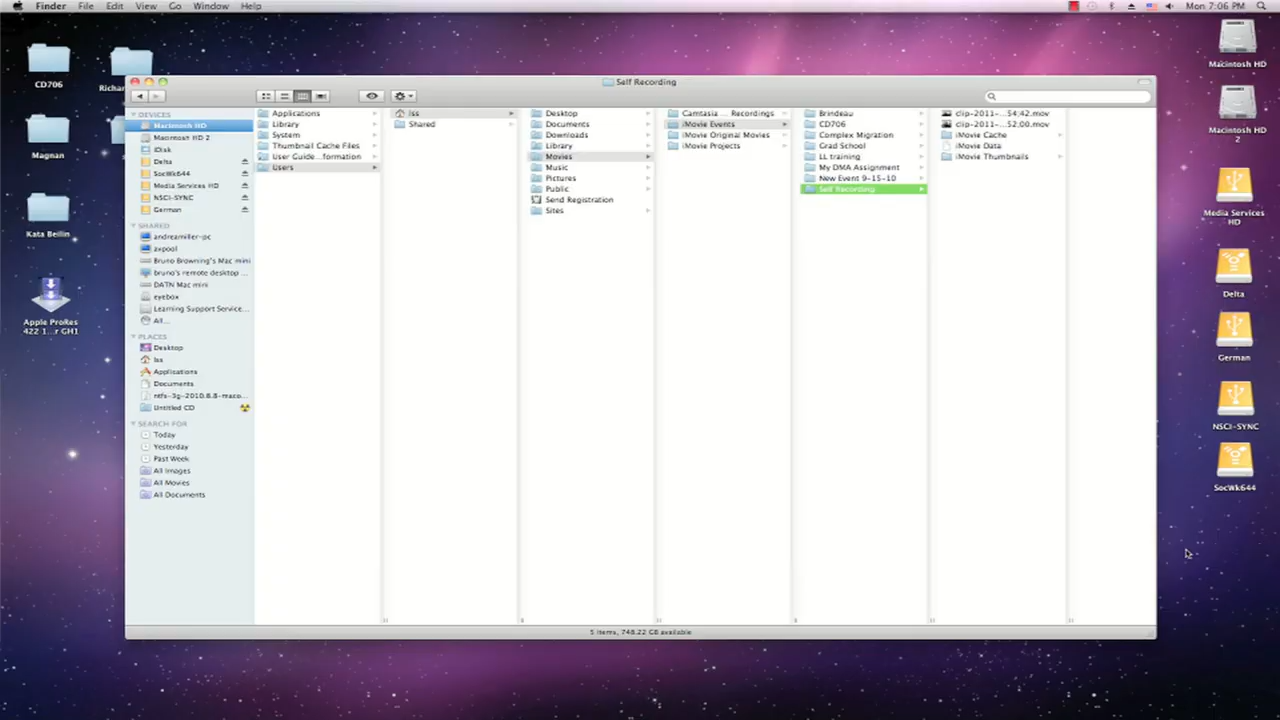 Finder File Edit View Go Window Help
Mon 7:06 PM
CD706
Magnan
Kata Beilin
Apple ProRes
422 1...r GH1
Self Recording
DEVICES
Macintosh HD
Macintosh HD 2
iDisk
Delta
SocWk644
Media Services HD
NSCI-SYNC
German
SHARED
andreamiller-pc
avpool
Bruno Browning's Mac mini
bruno's remote desktop ...
DATN Mac mini
eyebox
Learning Support Service...
All...
PLACES
Desktop
lss
Applications
Documents
ntfs-3g-2010.8.8-maco...
Untitled CD
SEARCH FOR
Today
Yesterday
Past Week
All Images
All Movies
All Documents
Applications
Library
System
Thumbnail Cache Files
User Guide...formation
Users
lss
Shared
Desktop
Documents
Downloads
Library
Movies
Music
Pictures
Public
Send Registration
Sites
Camtasia ... Recordings
iMovie Events
iMovie Original Movies
iMovie Projects
Brindeau
CD706
Complex Migration
Grad School
LL training
My DMA Assignment
New Event 9-15-10
Self Recording
clip-2011-...54;42.mov
clip-2011-...52;00.mov
iMovie Cache
iMovie Data
iMovie Thumbnails
5 items, 748.22 GB available
Macintosh HD
Macintosh HD
2
Media Services
HD
Delta
German
NSCI-SYNC
SocWk644